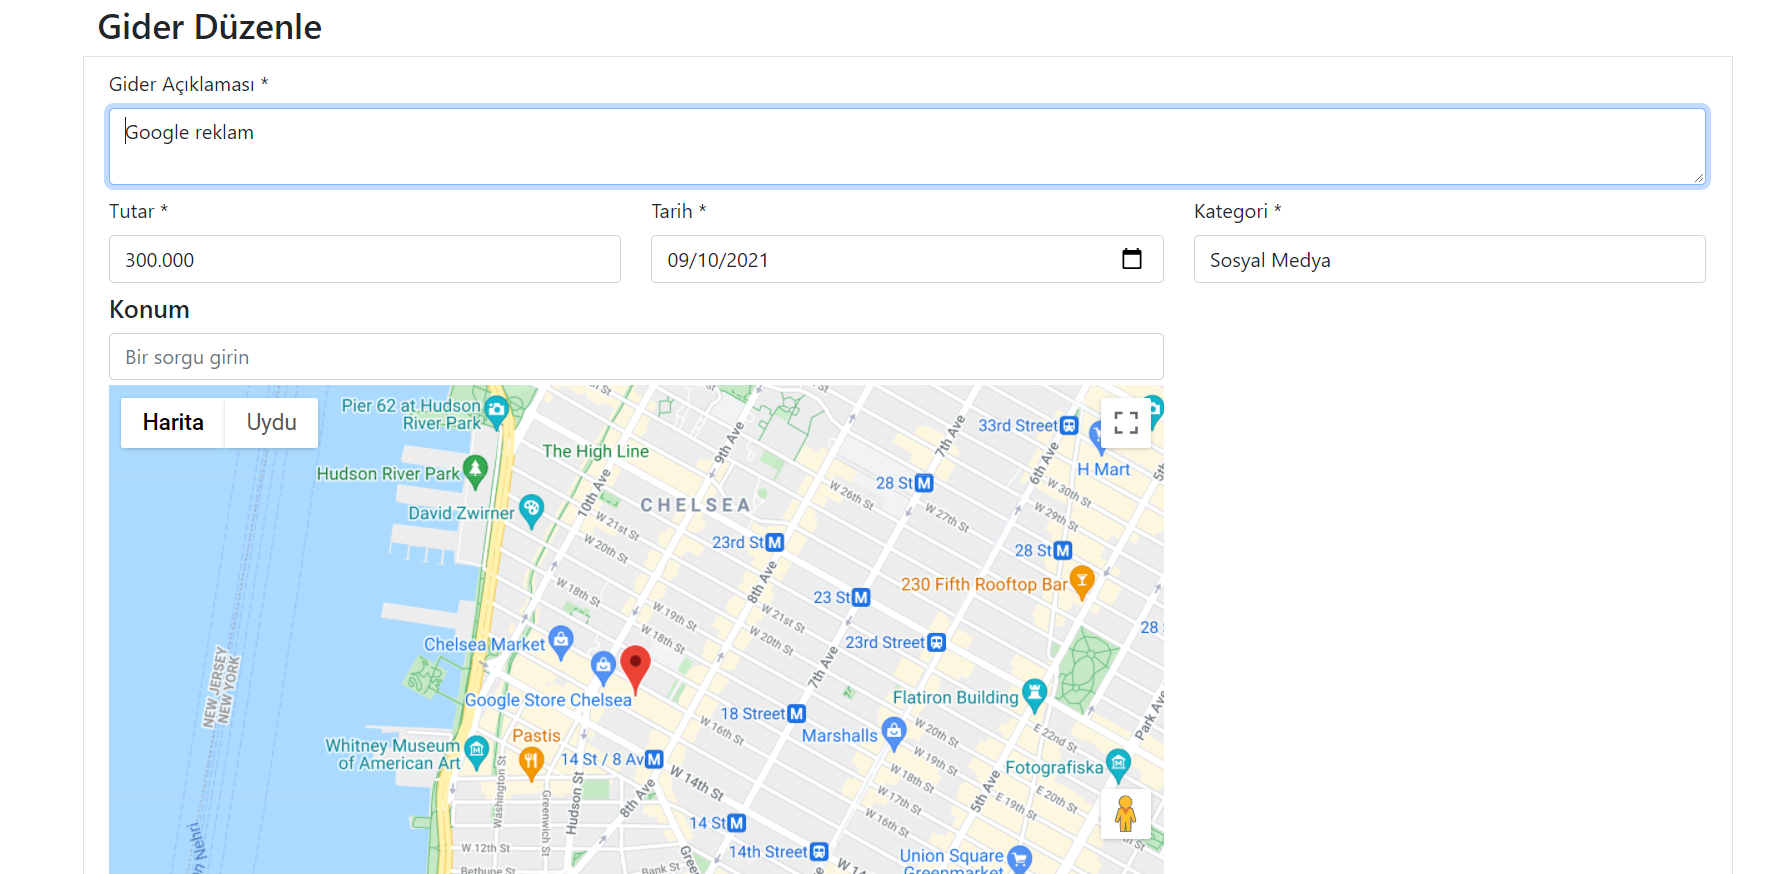 Gider Düzenle
Gider Açıklaması *
Google reklam
Tutar *
Tarih *
Kategori *
300.000
09/10/2021
Sosyal Medya
Konum
Bir sorgu girin
Harita
Uydu
Pier 62 at Hudson
River Park
33rd Street
The High Line
9th Ave
7th Ave
6th Ave
H Mart
Hudson River Park
28 St
W 26th St
W 30th St
10th Ave
CHELSEA
David Zwirner
W 21st St
W 27th St
W 29th St
23rd St
W 20th St
28 St
8th Ave
230 Fifth Rooftop Bar
W 18th St
23 St
W 19th St
W 21st St
28
Chelsea Market
W 18th St
W 20th St
23rd Street
7th Ave
NEW JERSEY
NEW YORK
Google Store Chelsea
Flatiron Building
18 Street
W 16th St
Park Av
Pastis
Marshalls
W 20th St
E 22nd St
Whitney Museum
of American Art
14 St / 8 Av
W 19th St
Fotografiska
W 14th St
W 18th St
5th Ave
E 20th St
Washington St
Greenwich St
Hudson St
8th Ave
W 17th St
E 19th St
14 St
W 16th St
W 12th St
14th Street
Union Square
Greenmarket
Bethune St
Bank St
Nehri